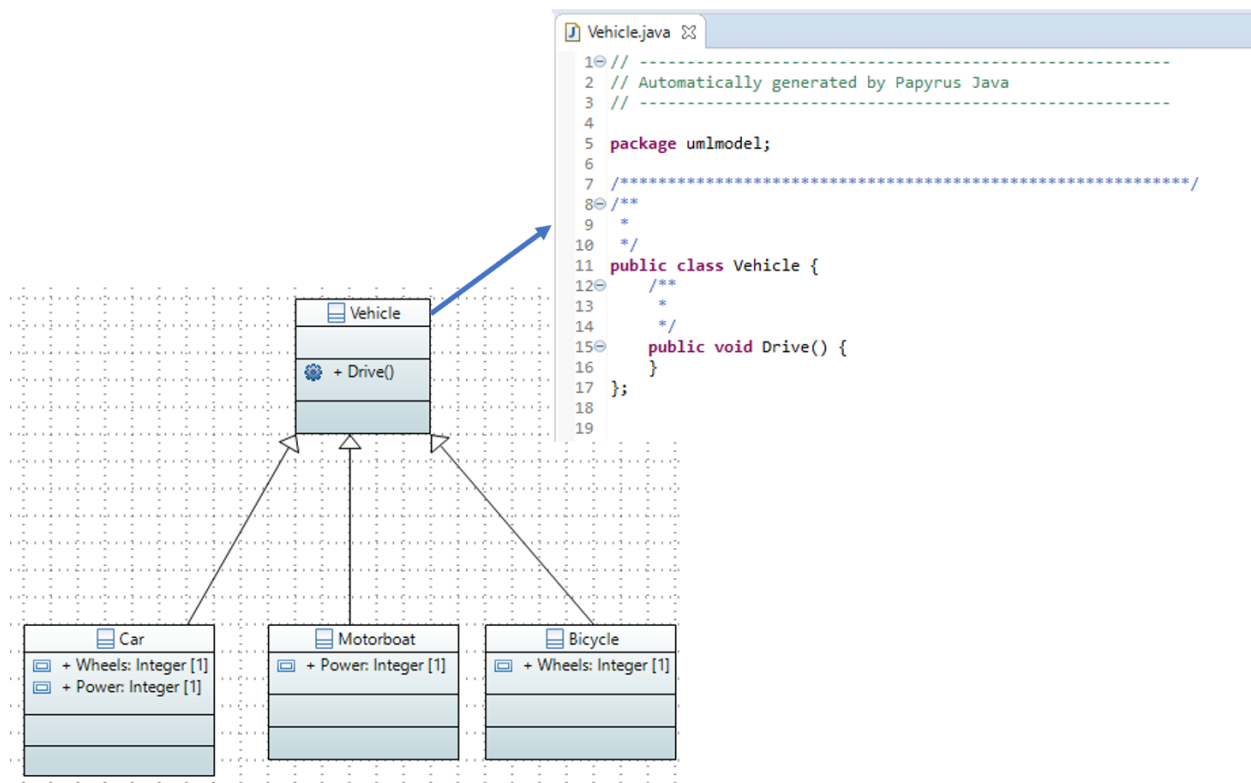 Vehicle.java
1 // --------------------------------------------------------
2 // Automatically generated by Papyrus Java
3 // --------------------------------------------------------
4
5 package umlmodel;
6
7 /************************************************************/
8 /**
9  *
10  */
11 public class Vehicle {
12     /**
13      *
14      */
15     public void Drive() {
16     }
17 };
18
19
Vehicle
+ Drive()
Car
+ Wheels: Integer [1]
+ Power: Integer [1]
Motorboat
+ Power: Integer [1]
Bicycle
+ Wheels: Integer [1]